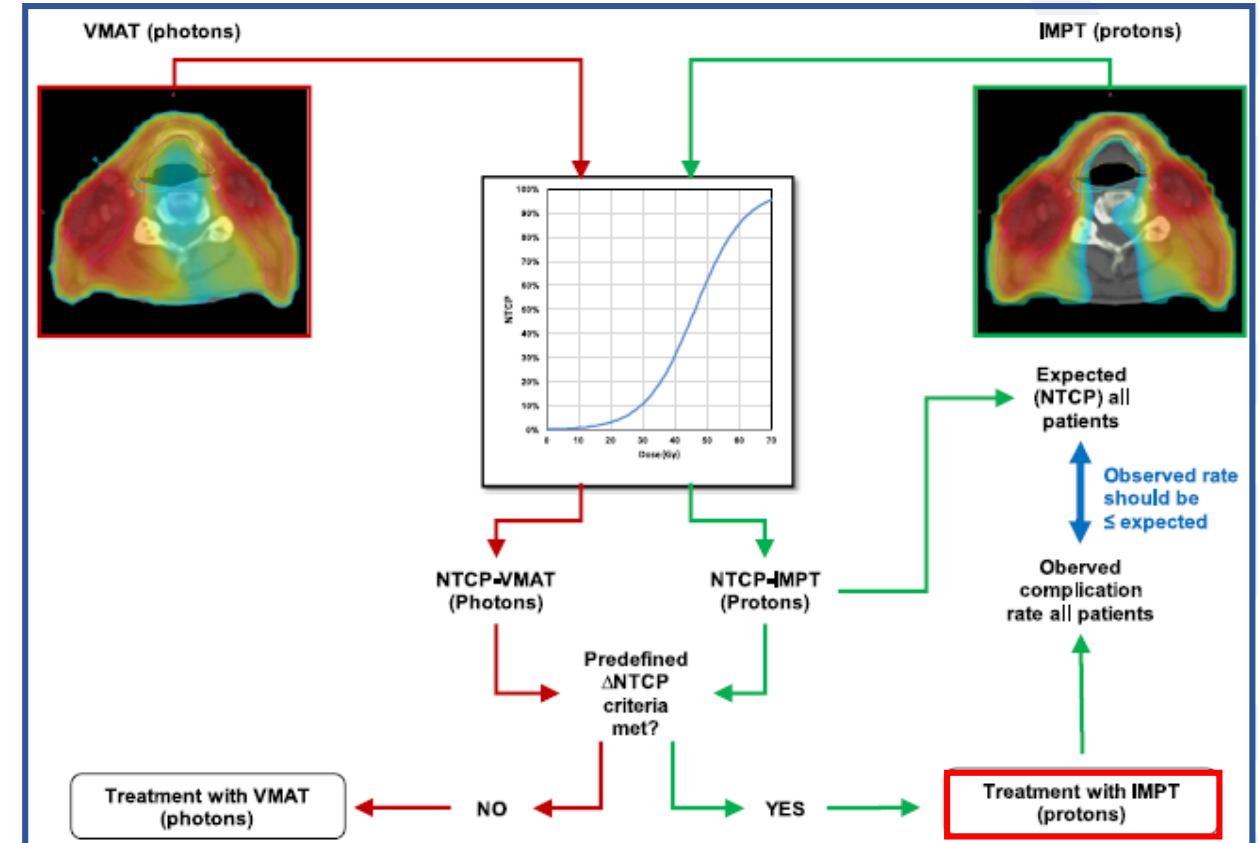 VMAT (photons)
IMPT (protons)
100%
90%
80%
70%
60%
50%
40%
30%
20%
10%
0%
NTCP
0 10 20 30 40 50 60 70
Dose (Gy)
Expected
(NTCP) all
patients
Observed rate
should be
≤ expected
Oberved
complication
rate all patients
NTCP-VMAT
(Photons)
NTCP-IMPT
(Protons)
Predefined
ΔNTCP
criteria
met?
Treatment with VMAT
(photons)
NO
YES
Treatment with IMPT
(protons)